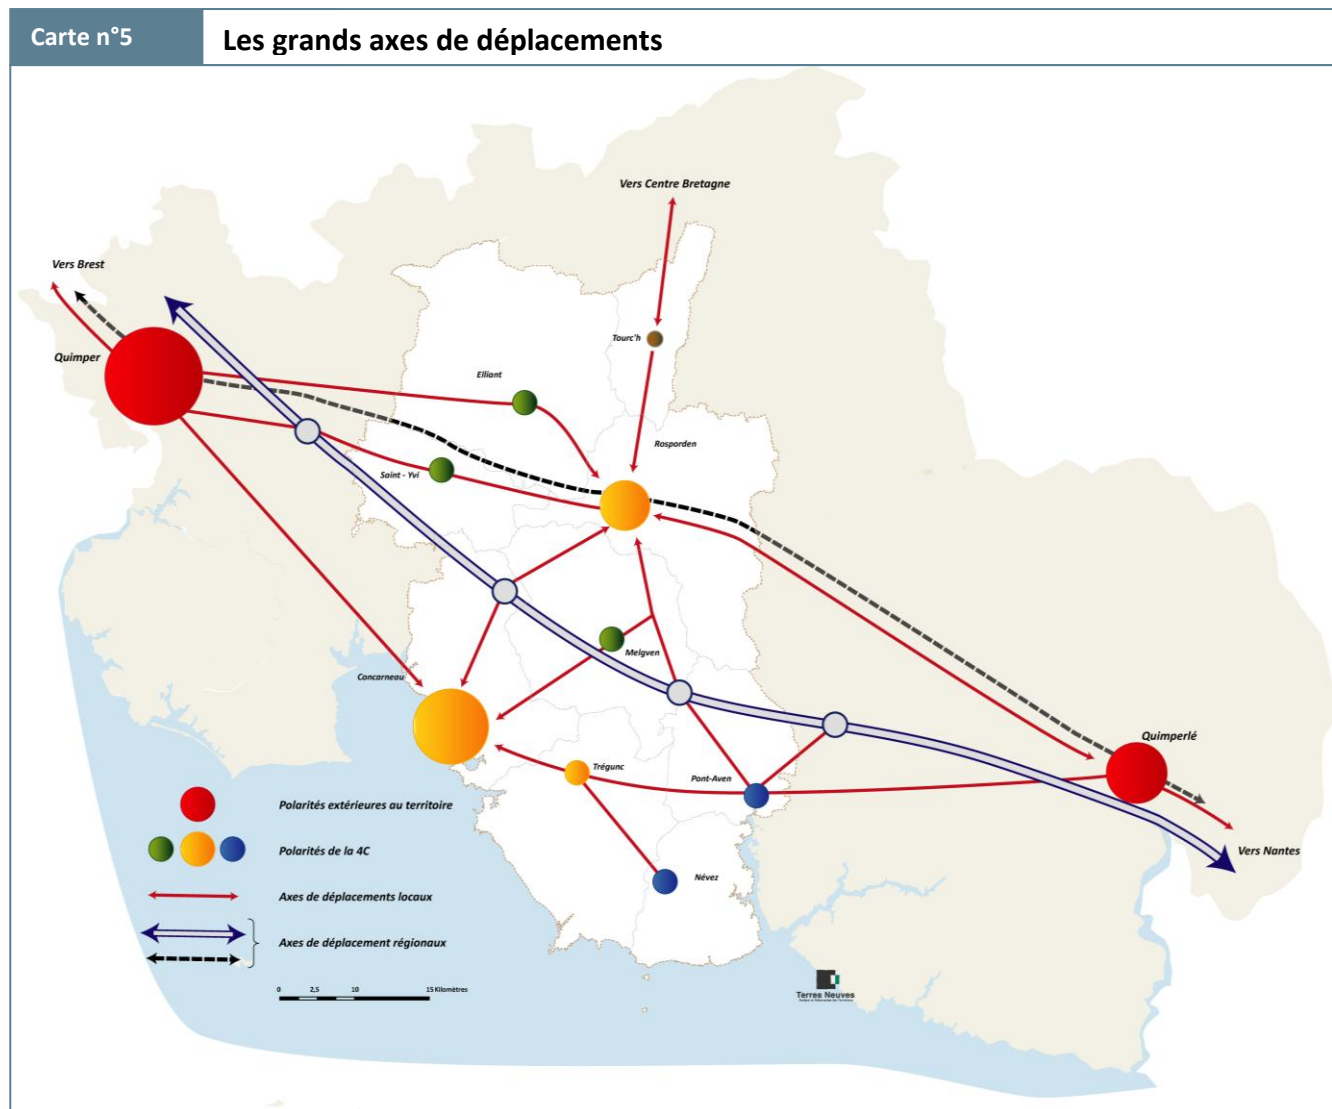 Carte n°5
Les grands axes de déplacements
Vers Centre Bretagne
Vers Brest
Quimper
Tourc'h
Elliant
Rosporden
Saint - Yvi
Melgven
Concarneau
Trégunc
Pont-Aven
Quimperlé
Névez
Vers Nantes
Polarités extérieures au territoire
Polarités de la 4C
Axes de déplacements locaux
Axes de déplacement régionaux
0 2,5 10 15 Kilomètres
Terres Neuves